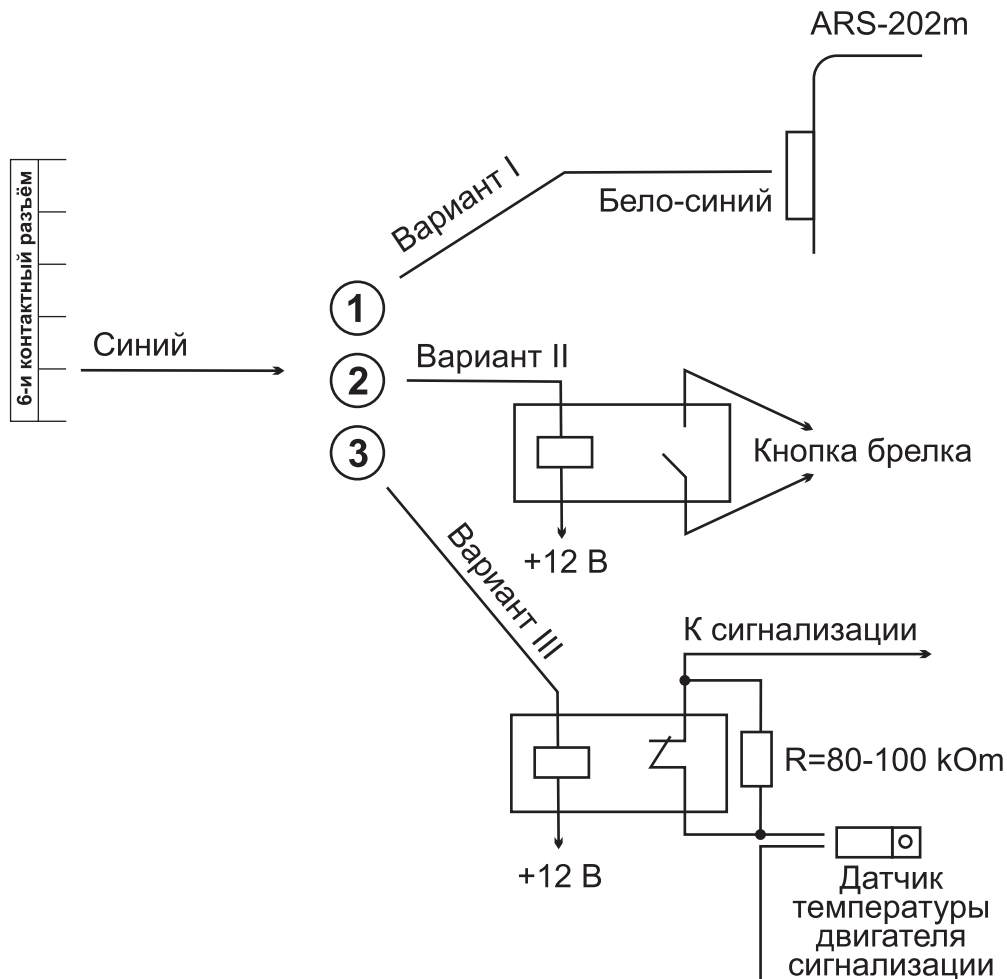 ARS-202m
6-и контактный разъём
Вариант I
Бело-синий
1
Синий
2
Вариант II
3
Кнопка брелка
+12 В
Вариант III
К сигнализации
R=80-100 kOm
+12 В
Датчик
температуры
двигателя
сигнализации